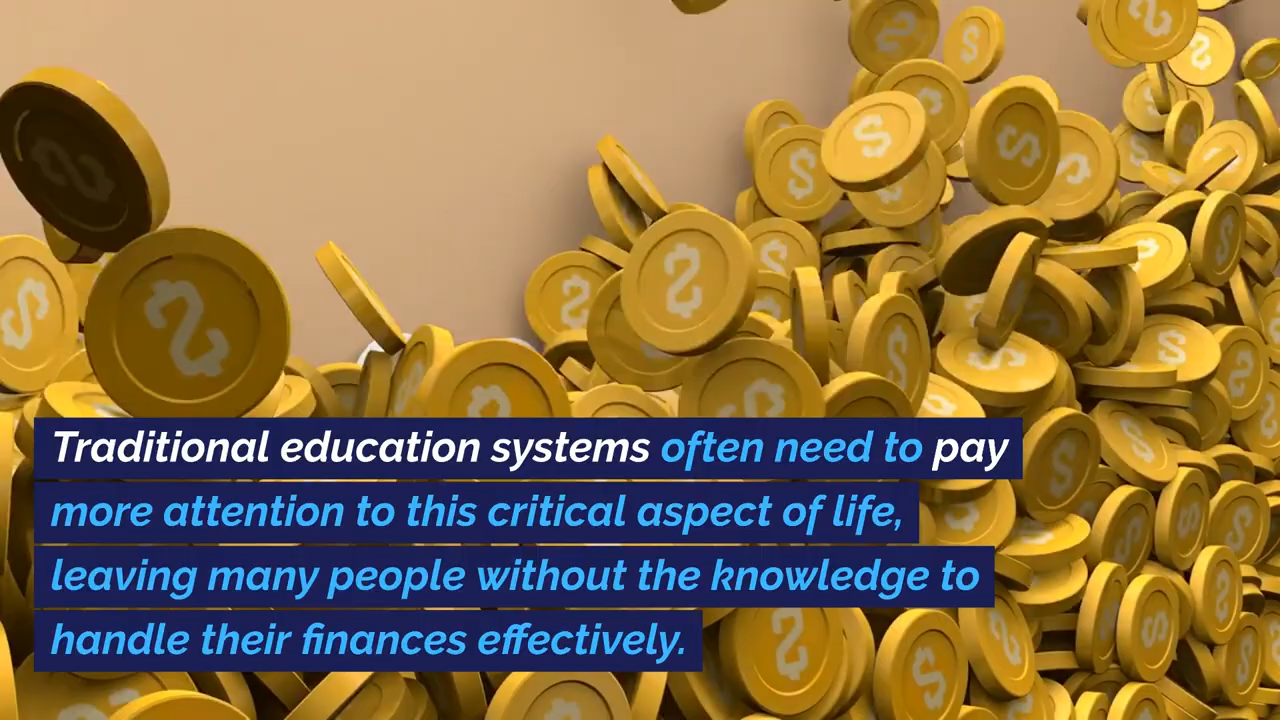 Traditional education systems often need to pay
more attention to this critical aspect of life,
leaving many people without the knowledge to
handle their finances effectively.